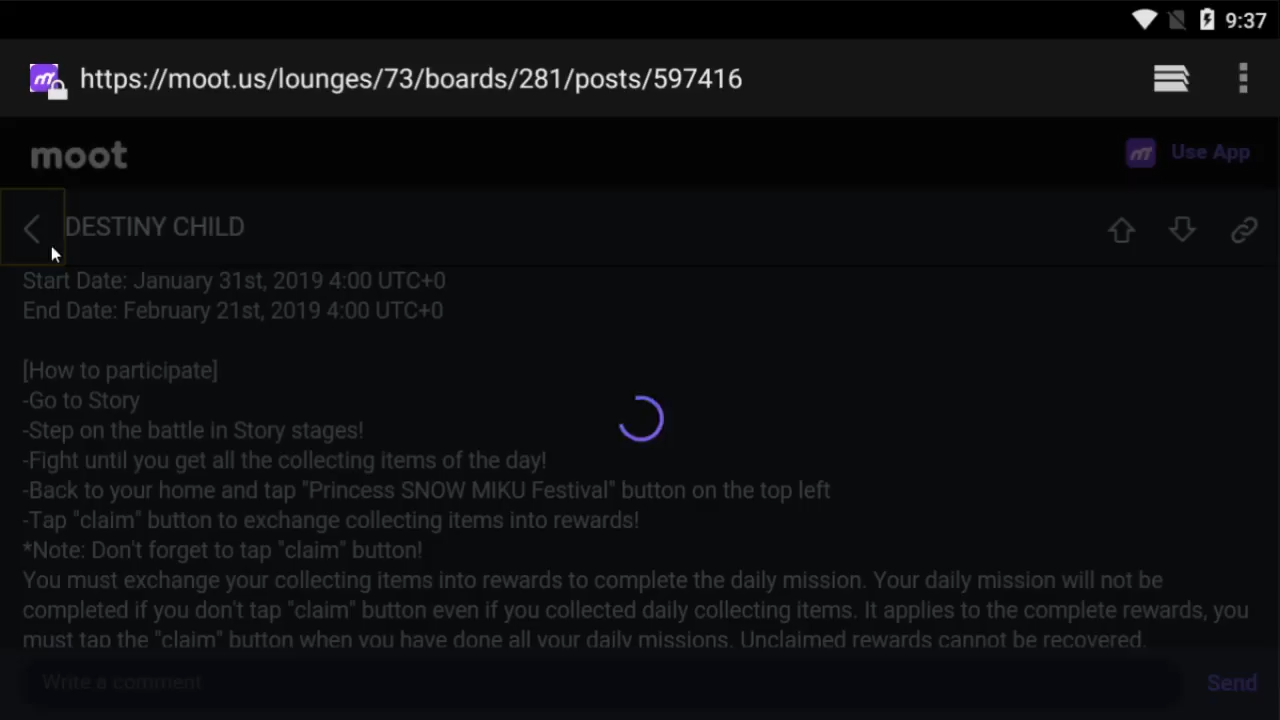 9:37
https://moot.us/lounges/73/boards/281/posts/597416
moot
Use App
DESTINY CHILD
Start Date: January 31st, 2019 4:00 UTC+0
End Date: February 21st, 2019 4:00 UTC+0
[How to participate]
-Go to Story
-Step on the battle in Story stages!
-Fight until you get all the collecting items of the day!
-Back to your home and tap "Princess SNOW MIKU Festival" button on the top left
-Tap "claim" button to exchange collecting items into rewards!
*Note: Don't forget to tap "claim" button!
You must exchange your collecting items into rewards to complete the daily mission. Your daily mission will not be
completed if you don't tap "claim" button even if you collected daily collecting items. It applies to the complete rewards, you
must tap the "claim" button when you have done all your daily missions. Unclaimed rewards cannot be recovered.
Write a comment
Send